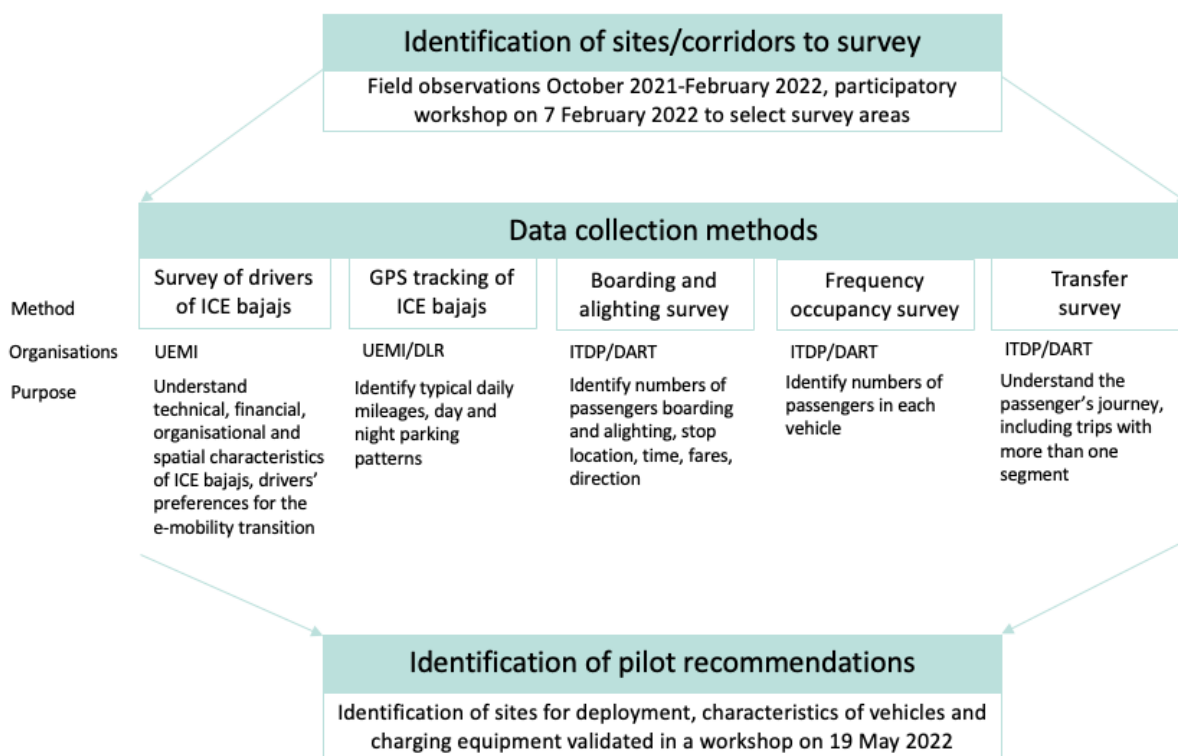 Identification of sites/corridors to survey
Field observations October 2021-February 2022, participatory
workshop on 7 February 2022 to select survey areas
Data collection methods
Method
Survey of drivers
of ICE bajajs
GPS tracking of
ICE bajajs
Boarding and
alighting survey
Frequency
occupancy survey
Transfer
survey
Organisations
UEMI
UEMI/DLR
ITDP/DART
ITDP/DART
ITDP/DART
Purpose
Understand
technical, financial,
organisational and
spatial characteristics
of ICE bajajs, drivers’
preferences for the
e-mobility transition
Identify typical daily
mileages, day and
night parking
patterns
Identify numbers of
passengers boarding
and alighting, stop
location, time, fares,
direction
Identify numbers of
passengers in each
vehicle
Understand the
passenger’s journey,
including trips with
more than one
segment
Identification of pilot recommendations
Identification of sites for deployment, characteristics of vehicles and
charging equipment validated in a workshop on 19 May 2022